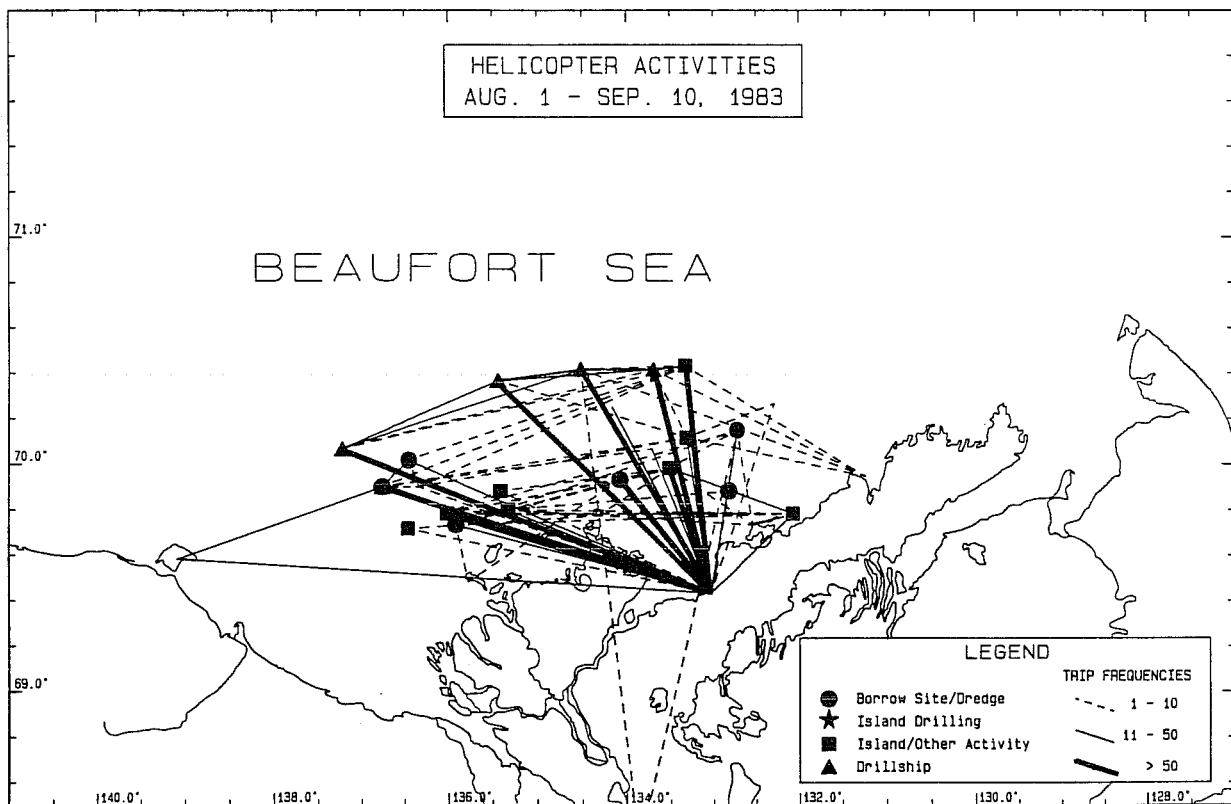 HELICOPTER ACTIVITIES
AUG. 1 - SEP. 10, 1983
71.0°
BEAUFORT SEA
70.0°
69.0°
LEGEND
TRIP FREQUENCIES
Borrow Site/Dredge
1 - 10
Island Drilling
11 - 50
Island/Other Activity
Drillship
> 50
140.0° 138.0° 136.0° 134.0° 132.0° 130.0° 128.0°